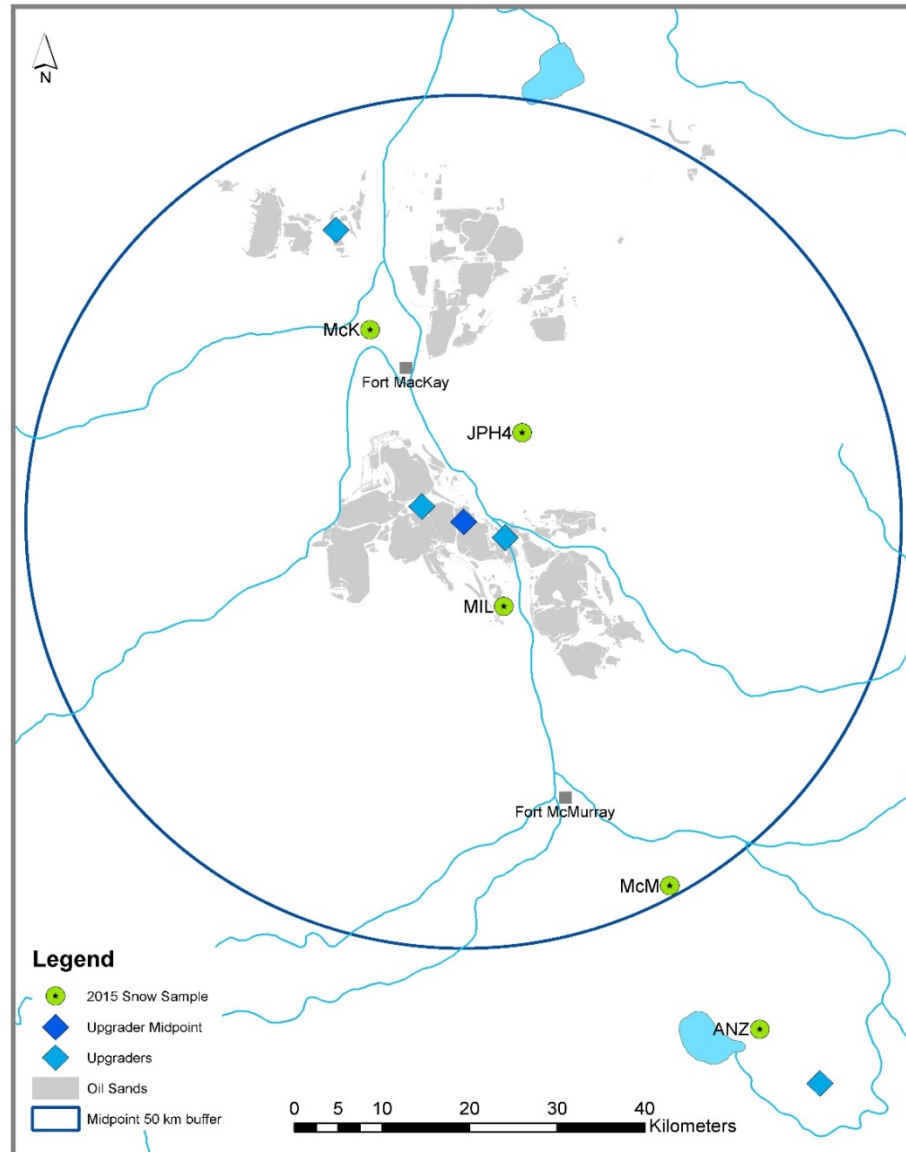 N
McK
Fort MacKay
JPH4
MIL
Fort McMurray
McM
ANZ
Legend
2015 Snow Sample
Upgrader Midpoint
Upgraders
Oil Sands
Midpoint 50 km buffer
0 5 10 20 30 40
Kilometers